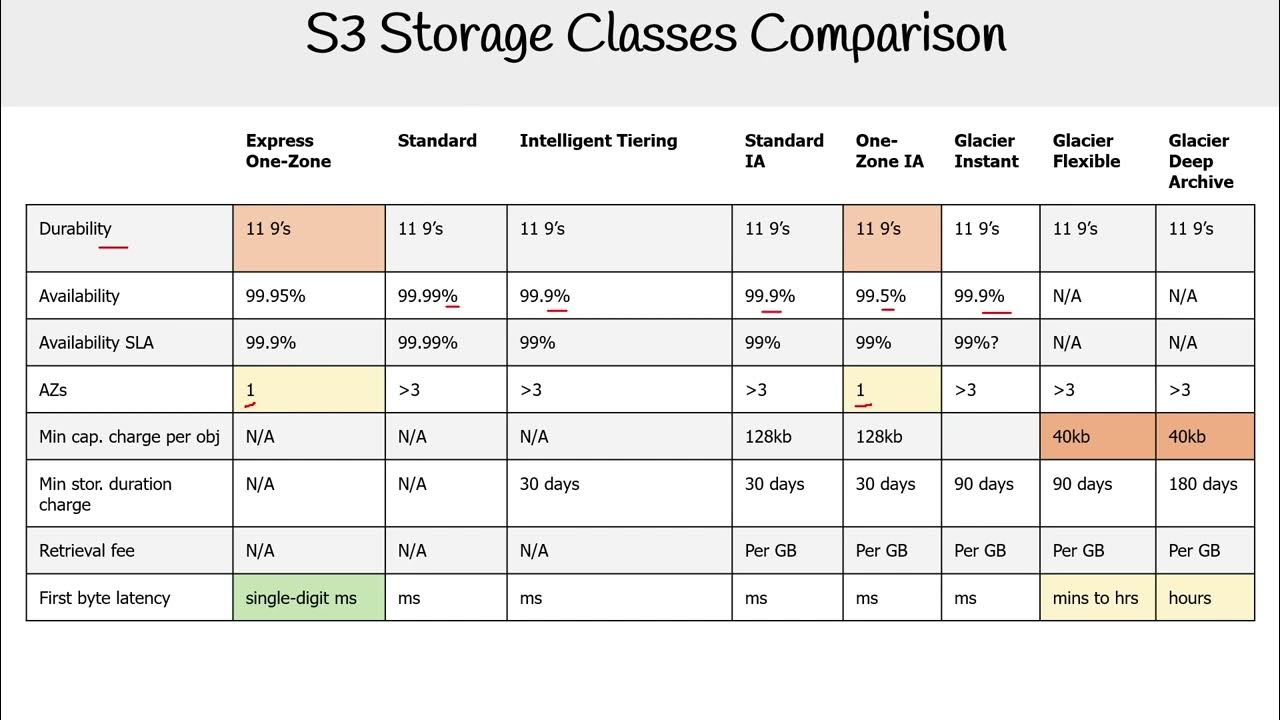 S3 Storage Classes Comparison
Express One-Zone Standard Intelligent Tiering Standard IA One-Zone IA Glacier Instant Glacier Flexible Glacier Deep Archive
Durability 11 9’s 11 9’s 11 9’s 11 9’s 11 9’s 11 9’s 11 9’s 11 9’s
Availability 99.95% 99.99% 99.9% 99.9% 99.5% 99.9% N/A N/A
Availability SLA 99.9% 99.99% 99% 99% 99% 99%? N/A N/A
AZs 1 >3 >3 >3 1 >3 >3 >3
Min cap. charge per obj N/A N/A N/A 128kb 128kb 40kb 40kb
Min stor. duration charge N/A N/A 30 days 30 days 30 days 90 days 90 days 180 days
Retrieval fee N/A N/A N/A Per GB Per GB Per GB Per GB Per GB
First byte latency single-digit ms ms ms ms ms ms mins to hrs hours